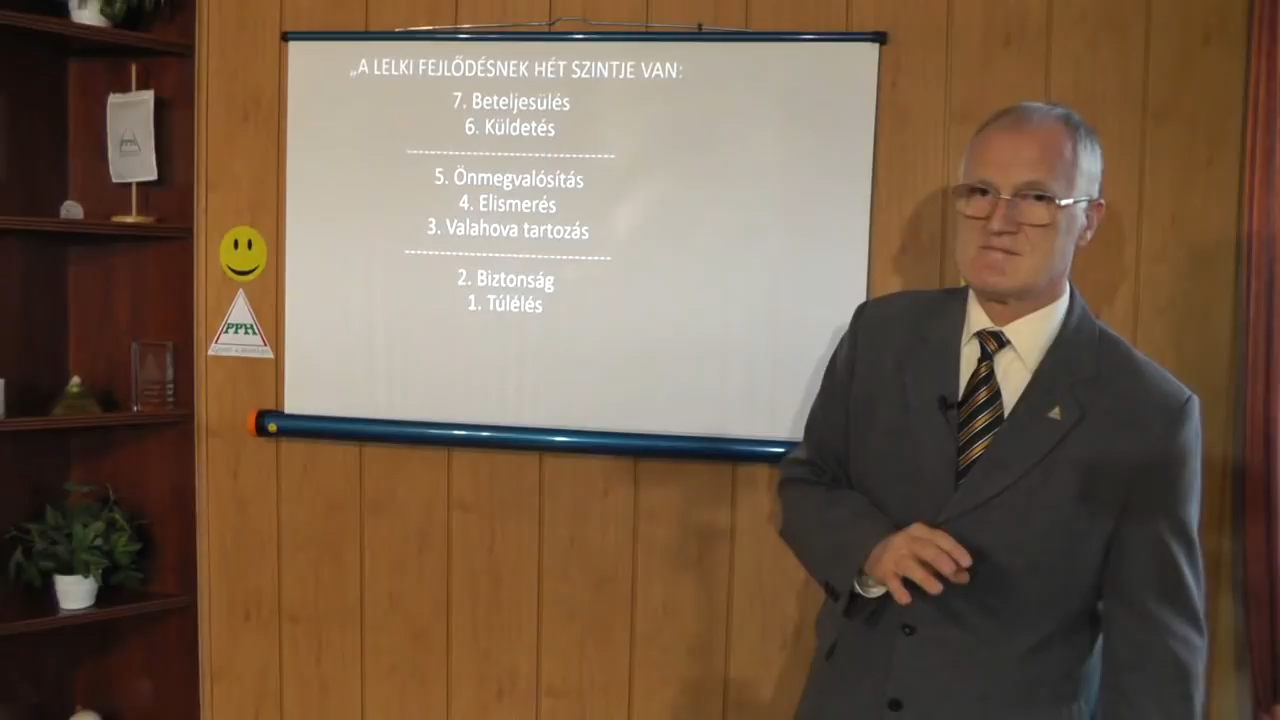 „A LELKI FEJLŐDÉSNEK HÉT SZINTJE VAN:
7. Beteljesülés
6. Küldetés
5. Önmegvalósítás
4. Elismerés
3. Valahova tartozás
2. Biztonság
1. Túlélés
PPH